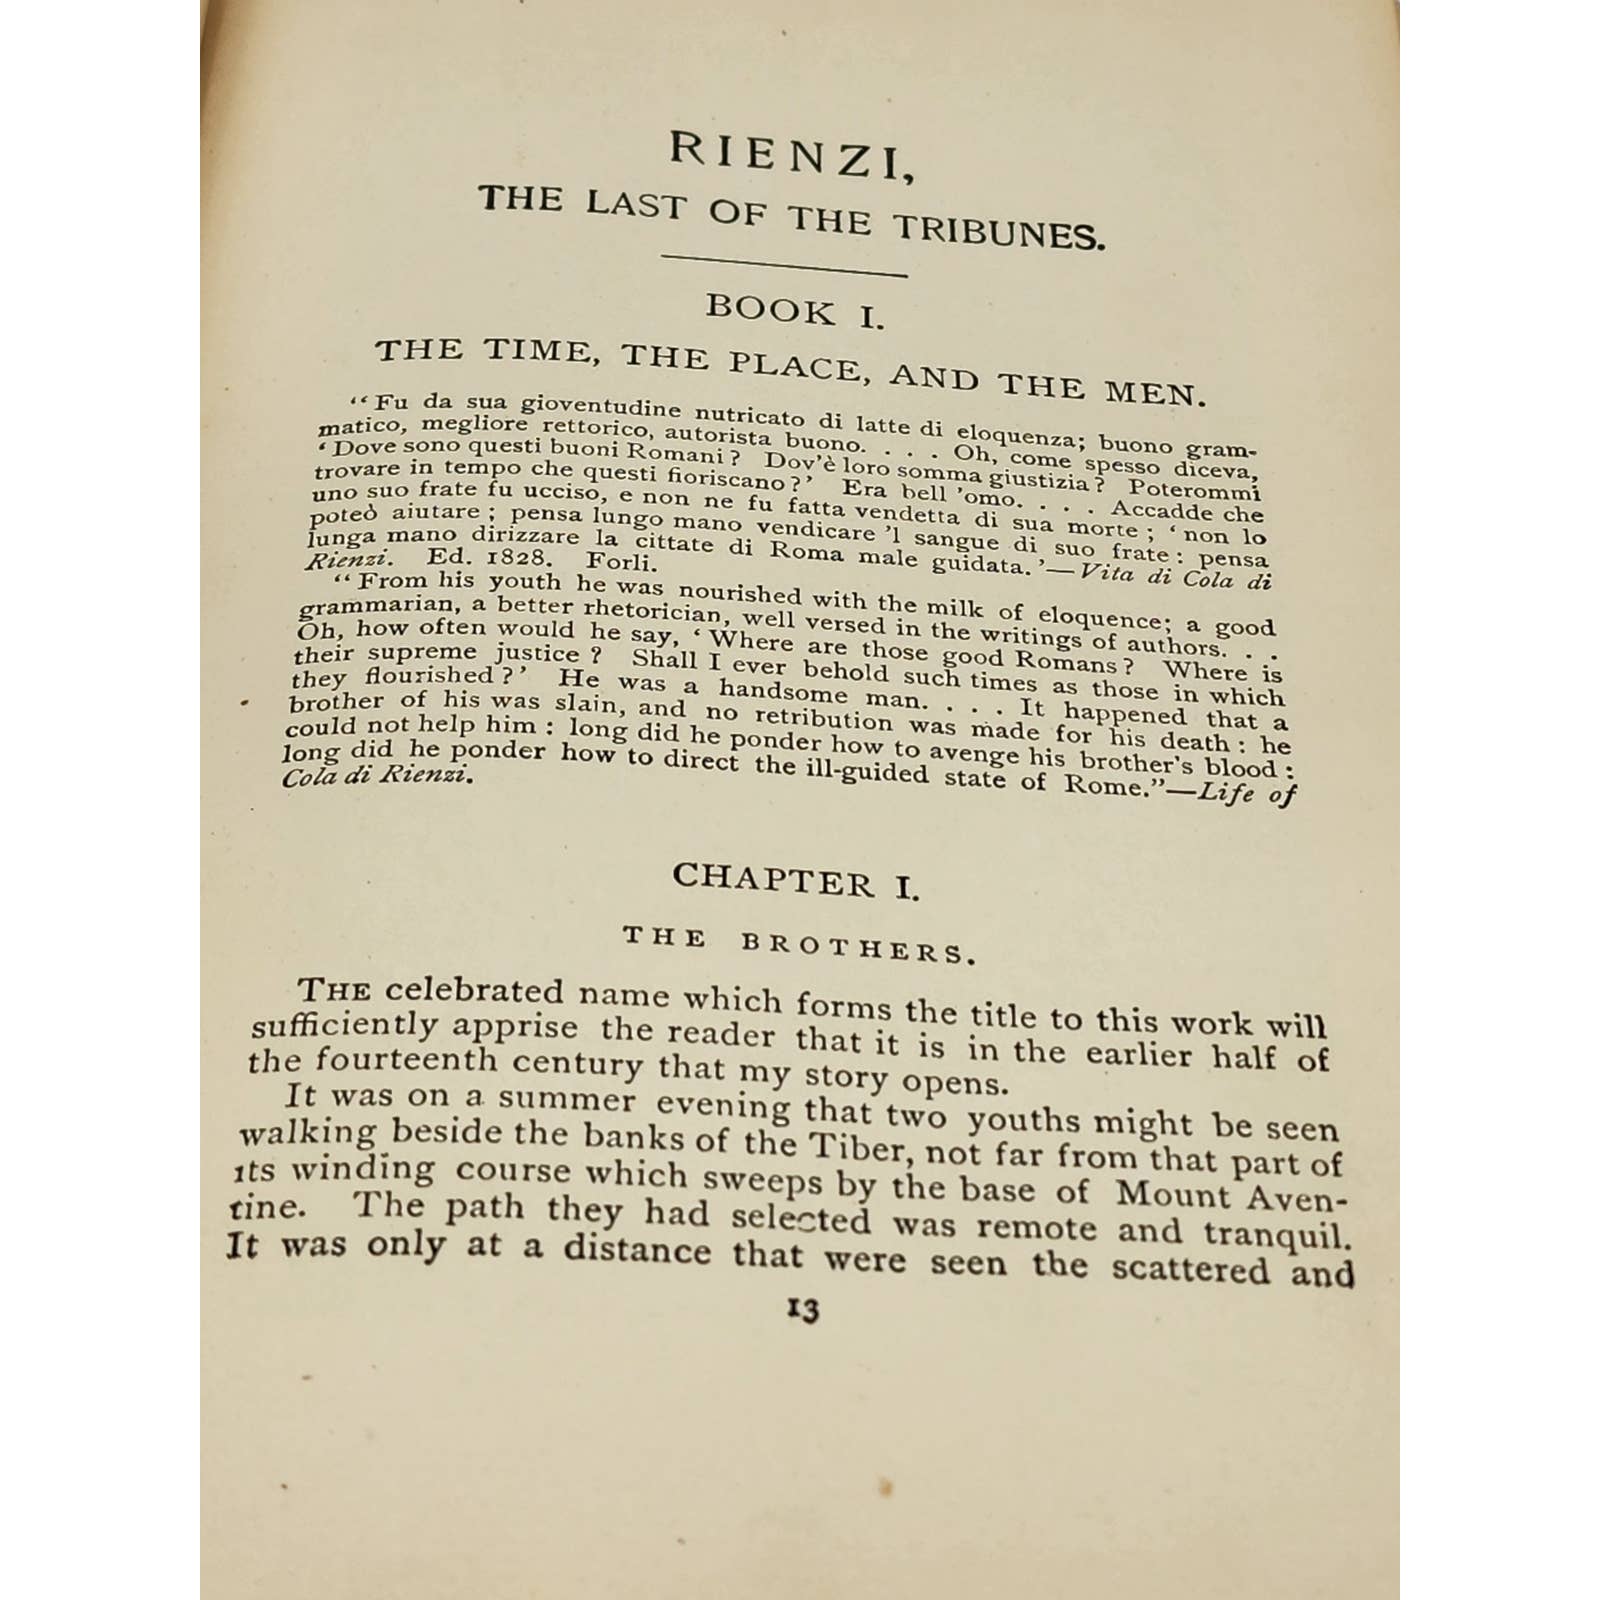 RIENZI,
THE LAST OF THE TRIBUNES.
BOOK I.
THE TIME, THE PLACE, AND THE MEN.
“Fu da sua gioventudine nutricato di latte di eloquenza; buono gram-
matico, megliore rettorico, autorista buono. . . . Oh, come spesso diceva,
‘Dove sono questi buoni Romani? Dov'è loro somma giustizia? Poterommi
trovare in tempo che questi fioriscano?’ Era bell 'omo. . . . Accadde che
uno suo frate fu ucciso, e non ne fu fatta vendetta di sua morte; ‘non lo
poteò aiutare; pensa lungo mano vendicare 'l sangue di suo frate: pensa
lunga mano dirizzare la cittate di Roma male guidata.’—Vita di Cola di
Rienzi. Ed. 1828. Forli.
“From his youth he was nourished with the milk of eloquence; a good
grammarian, a better rhetorician, well versed in the writings of authors. . .
Oh, how often would he say, ‘Where are those good Romans? Where is
their supreme justice? Shall I ever behold such times as those in which
they flourished?’ He was a handsome man. . . . It happened that a
brother of his was slain, and no retribution was made for his death: he
could not help him: long did he ponder how to avenge his brother's blood:
long did he ponder how to direct the ill-guided state of Rome.”—Life of
Cola di Rienzi.
CHAPTER I.
THE BROTHERS.
THE celebrated name which forms the title to this work will
sufficiently apprise the reader that it is in the earlier half of
the fourteenth century that my story opens.
It was on a summer evening that two youths might be seen
walking beside the banks of the Tiber, not far from that part of
its winding course which sweeps by the base of Mount Aven-
tine. The path they had selected was remote and tranquil.
It was only at a distance that were seen the scattered and
13